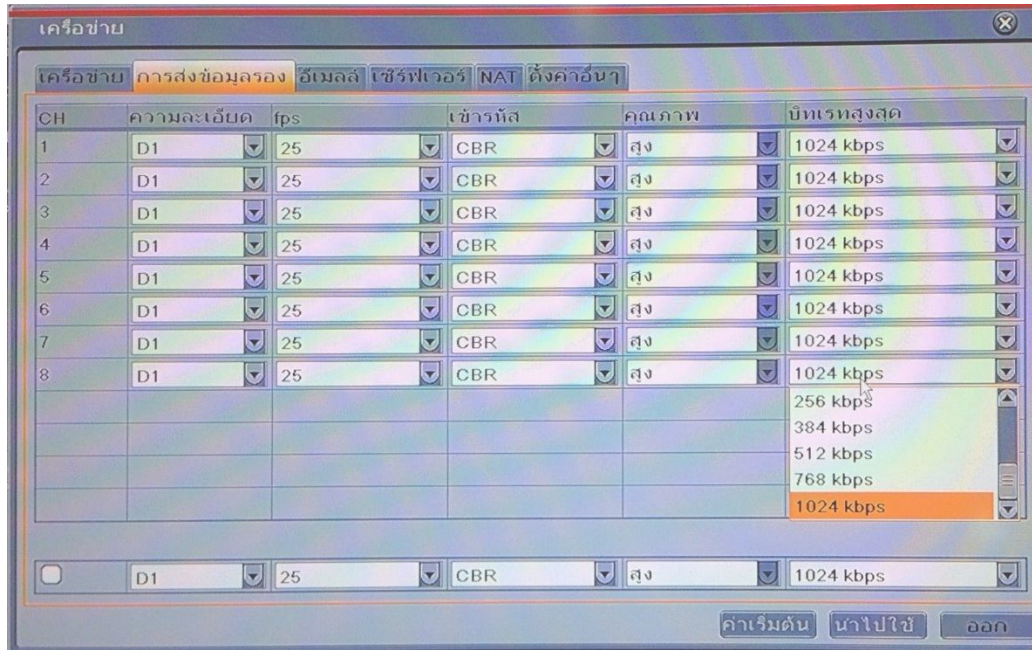 เครือข่าย
เครือข่าย การส่งข้อมูลรอง อีเมลล์ เซิร์ฟเวอร์ NAT ตั้งค่าอื่นๆ
CH ความละเอียด fps เข้ารหัส คุณภาพ บิทเรทสูงสุด
1 D1 25 CBR สูง 1024 kbps
2 D1 25 CBR สูง 1024 kbps
3 D1 25 CBR สูง 1024 kbps
4 D1 25 CBR สูง 1024 kbps
5 D1 25 CBR สูง 1024 kbps
6 D1 25 CBR สูง 1024 kbps
7 D1 25 CBR สูง 1024 kbps
8 D1 25 CBR สูง 1024 kbps
256 kbps
384 kbps
512 kbps
768 kbps
1024 kbps
D1 25 CBR สูง 1024 kbps
ค่าเริ่มต้น นำไปใช้ ออก